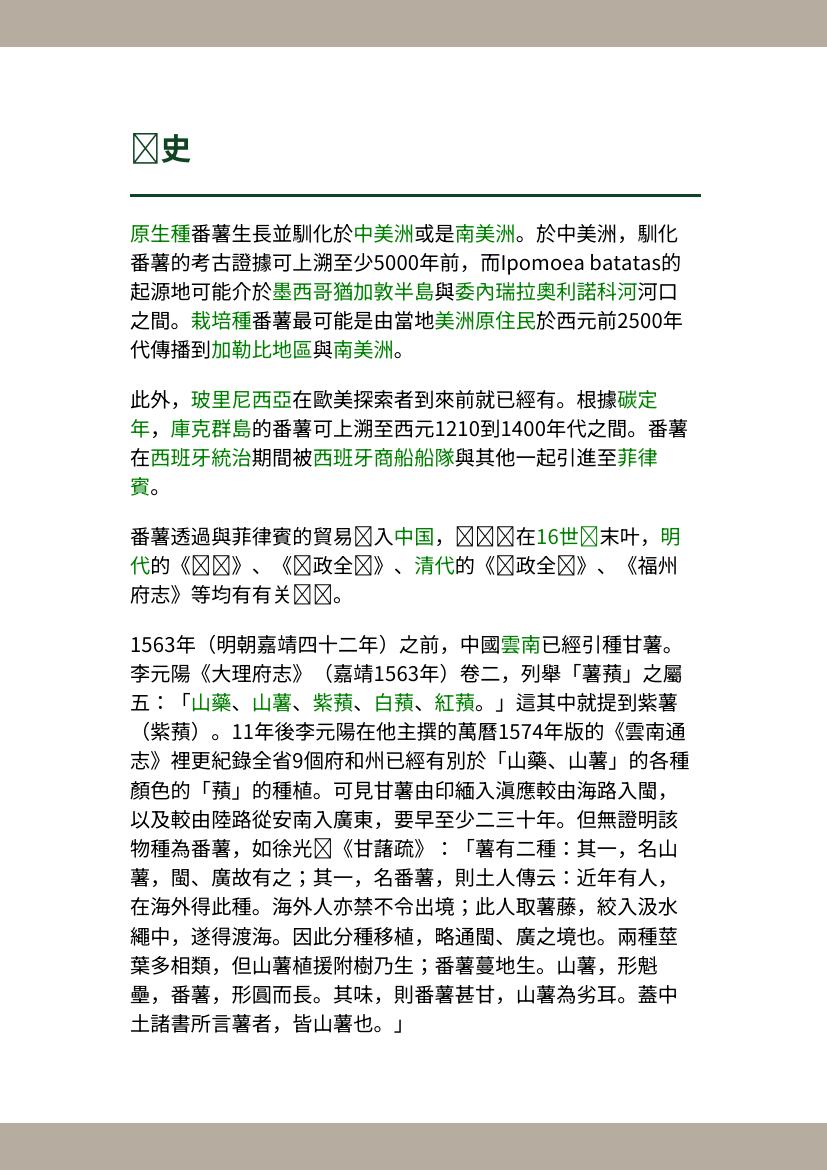 史
原生種番薯生長並馴化於中美洲或是南美洲。於中美洲，馴化
番薯的考古證據可上溯至少5000年前，而Ipomoea batatas的
起源地可能介於墨西哥猶加敦半島與委內瑞拉奧利諾科河河口
之間。栽培種番薯最可能是由當地美洲原住民於西元前2500年
代傳播到加勒比地區與南美洲。
此外，玻里尼西亞在歐美探索者到來前就已經有。根據碳定
年，庫克群島的番薯可上溯至西元1210到1400年代之間。番薯
在西班牙統治期間被西班牙商船船隊與其他一起引進至菲律
賓。
番薯透過與菲律賓的貿易入中国，在16世末叶，明
代的《》、《政全》、清代的《政全》、《福州
府志》等均有有关。
1563年（明朝嘉靖四十二年）之前，中國雲南已經引種甘薯。
李元陽《大理府志》（嘉靖1563年）卷二，列舉「薯蕷」之屬
五：「山藥、山薯、紫蕷、白蕷、紅蕷。」這其中就提到紫薯
（紫蕷）。11年後李元陽在他主撰的萬曆1574年版的《雲南通
志》裡更紀錄全省9個府和州已經有別於「山藥、山薯」的各種
顏色的「蕷」的種植。可見甘薯由印緬入滇應較由海路入閩，
以及較由陸路從安南入廣東，要早至少二三十年。但無證明該
物種為番薯，如徐光《甘藷疏》：「薯有二種：其一，名山
薯，閩、廣故有之；其一，名番薯，則土人傳云：近年有人，
在海外得此種。海外人亦禁不令出境；此人取薯藤，絞入汲水
繩中，遂得渡海。因此分種移植，略通閩、廣之境也。兩種莖
葉多相類，但山薯植援附樹乃生；番薯蔓地生。山薯，形魁
壘，番薯，形圓而長。其味，則番薯甚甘，山薯為劣耳。蓋中
土諸書所言薯者，皆山薯也。」